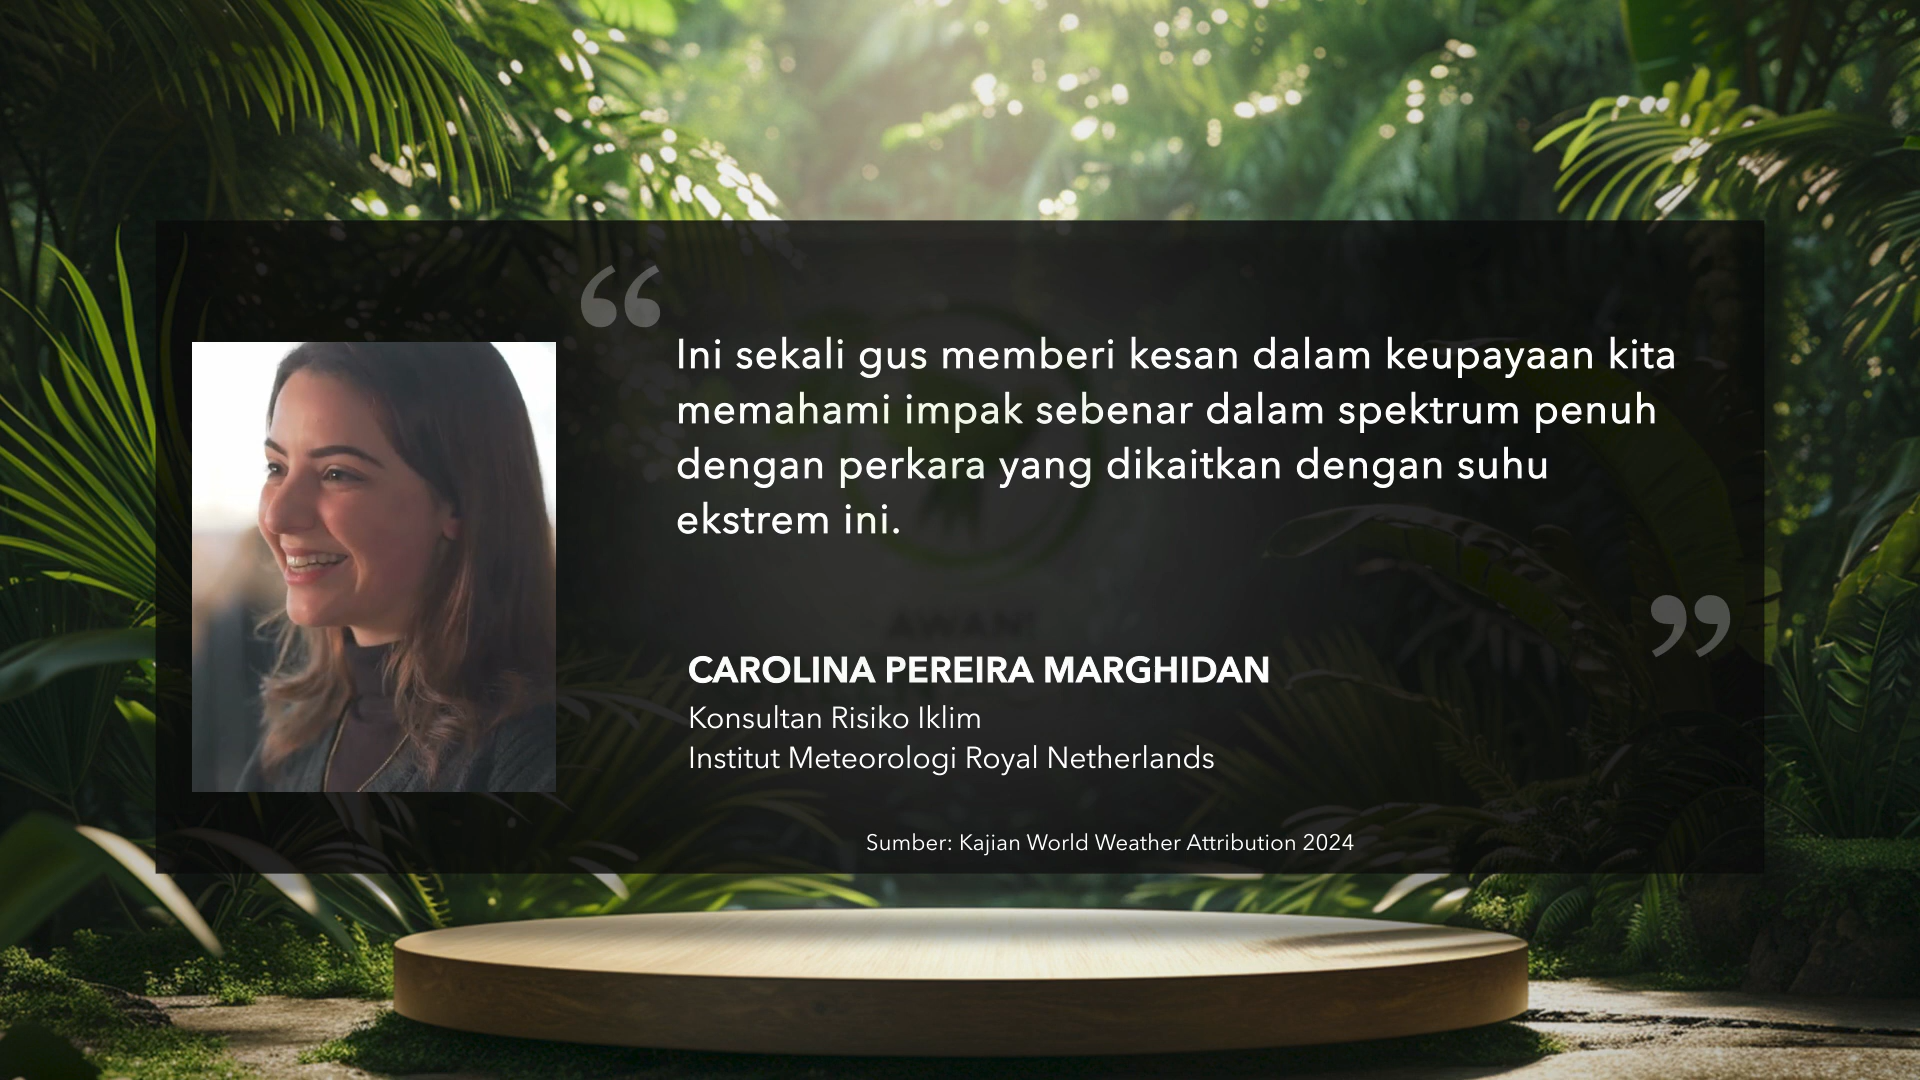 “
Ini sekali gus memberi kesan dalam keupayaan kita
memahami impak sebenar dalam spektrum penuh
dengan perkara yang dikaitkan dengan suhu
ekstrem ini.
”
AWANI
CAROLINA PEREIRA MARGHIDAN
Konsultan Risiko Iklim
Institut Meteorologi Royal Netherlands
Sumber: Kajian World Weather Attribution 2024